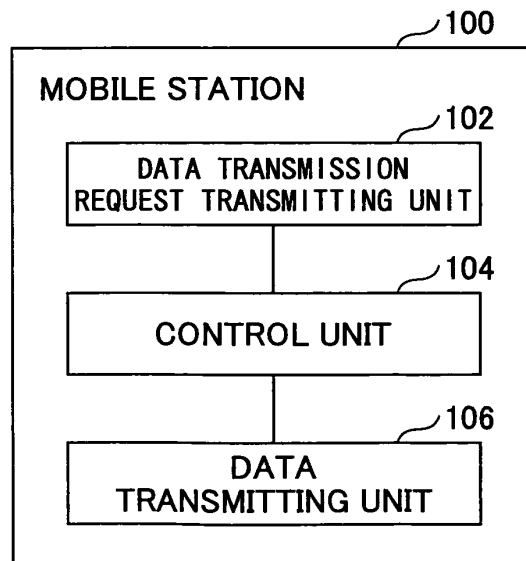 100
MOBILE STATION
102
DATA TRANSMISSION
REQUEST TRANSMITTING UNIT
104
CONTROL UNIT
106
DATA
TRANSMITTING UNIT